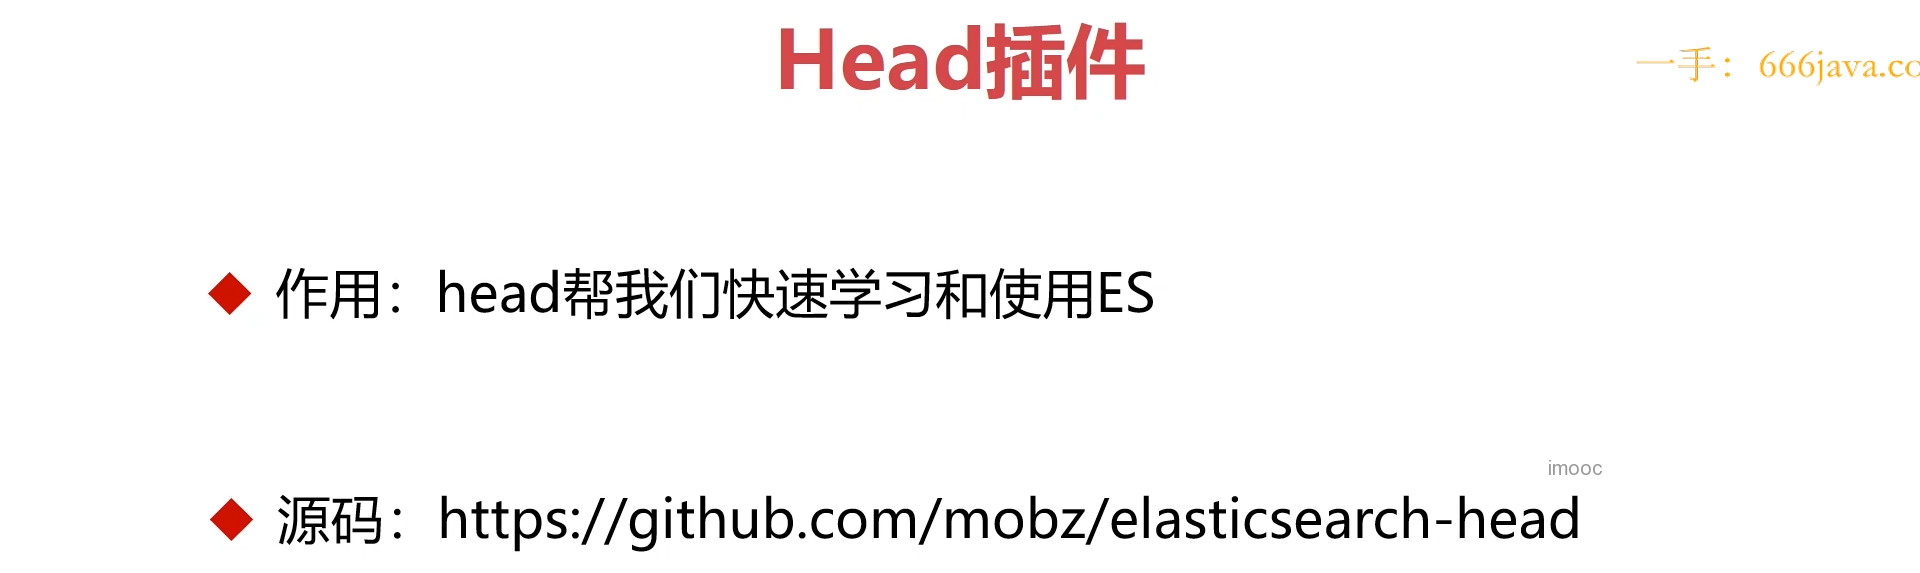 Head插件
一手：666java.co
作用：head帮我们快速学习和使用ES
imooc
源码：https://github.com/mobz/elasticsearch-head